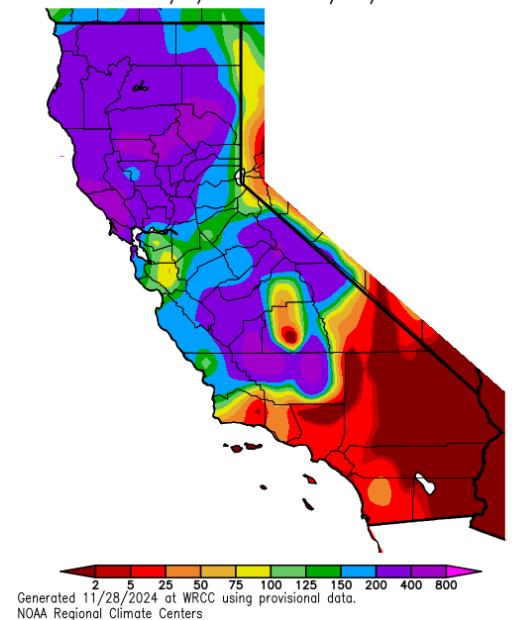 2 5 25 50 75 100 125 150 200 400 800
Generated 11/28/2024 at WRCC using provisional data.
NOAA Regional Climate Centers